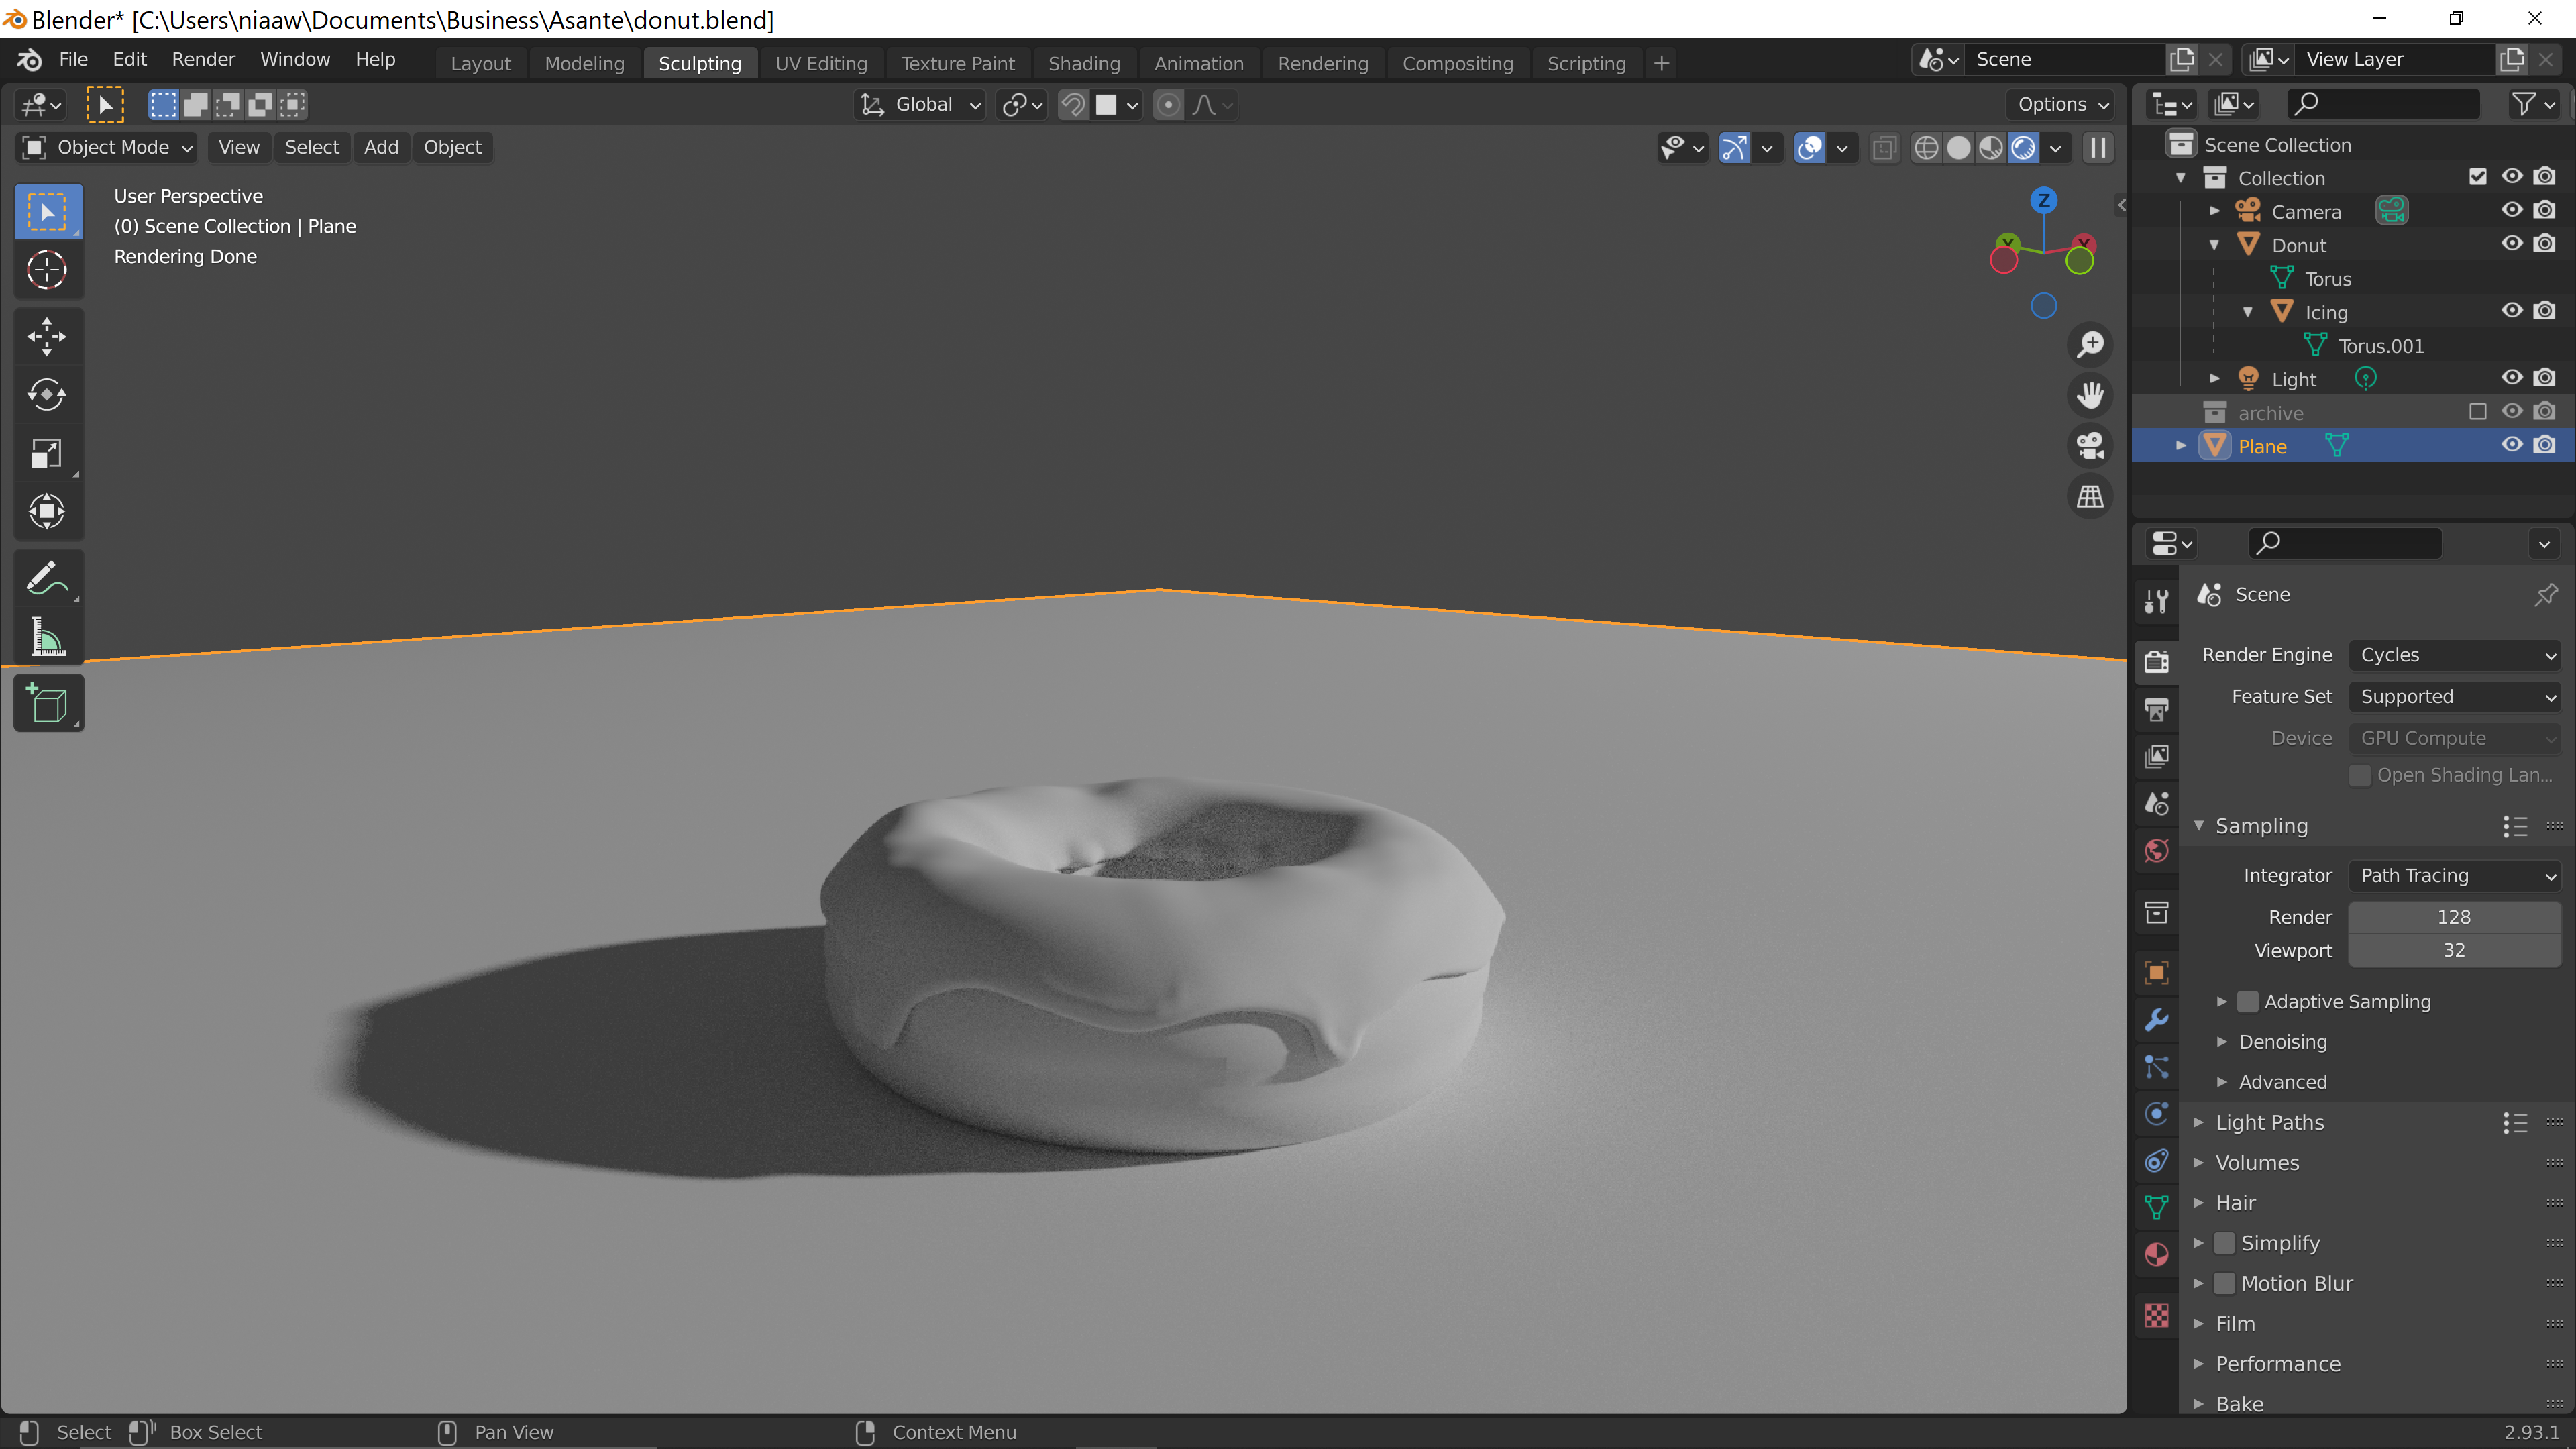 Blender* [C:\Users\niaaw\Documents\Business\Asante\donut.blend]
File Edit Render Window Help Layout Modeling Sculpting UV Editing Texture Paint Shading Animation Rendering Compositing Scripting + Scene View Layer
Global Options
Object Mode View Select Add Object
User Perspective
(0) Scene Collection | Plane
Rendering Done
Z
Y X
Scene Collection
Collection
Camera
Donut
Torus
Icing
Torus.001
Light
archive
Plane
Scene
Render Engine Cycles
Feature Set Supported
Device GPU Compute
Open Shading Lan...
Sampling
Integrator Path Tracing
Render 128
Viewport 32
Adaptive Sampling
Denoising
Advanced
Light Paths
Volumes
Hair
Simplify
Motion Blur
Film
Performance
Bake
Select Box Select Pan View Context Menu 2.93.1